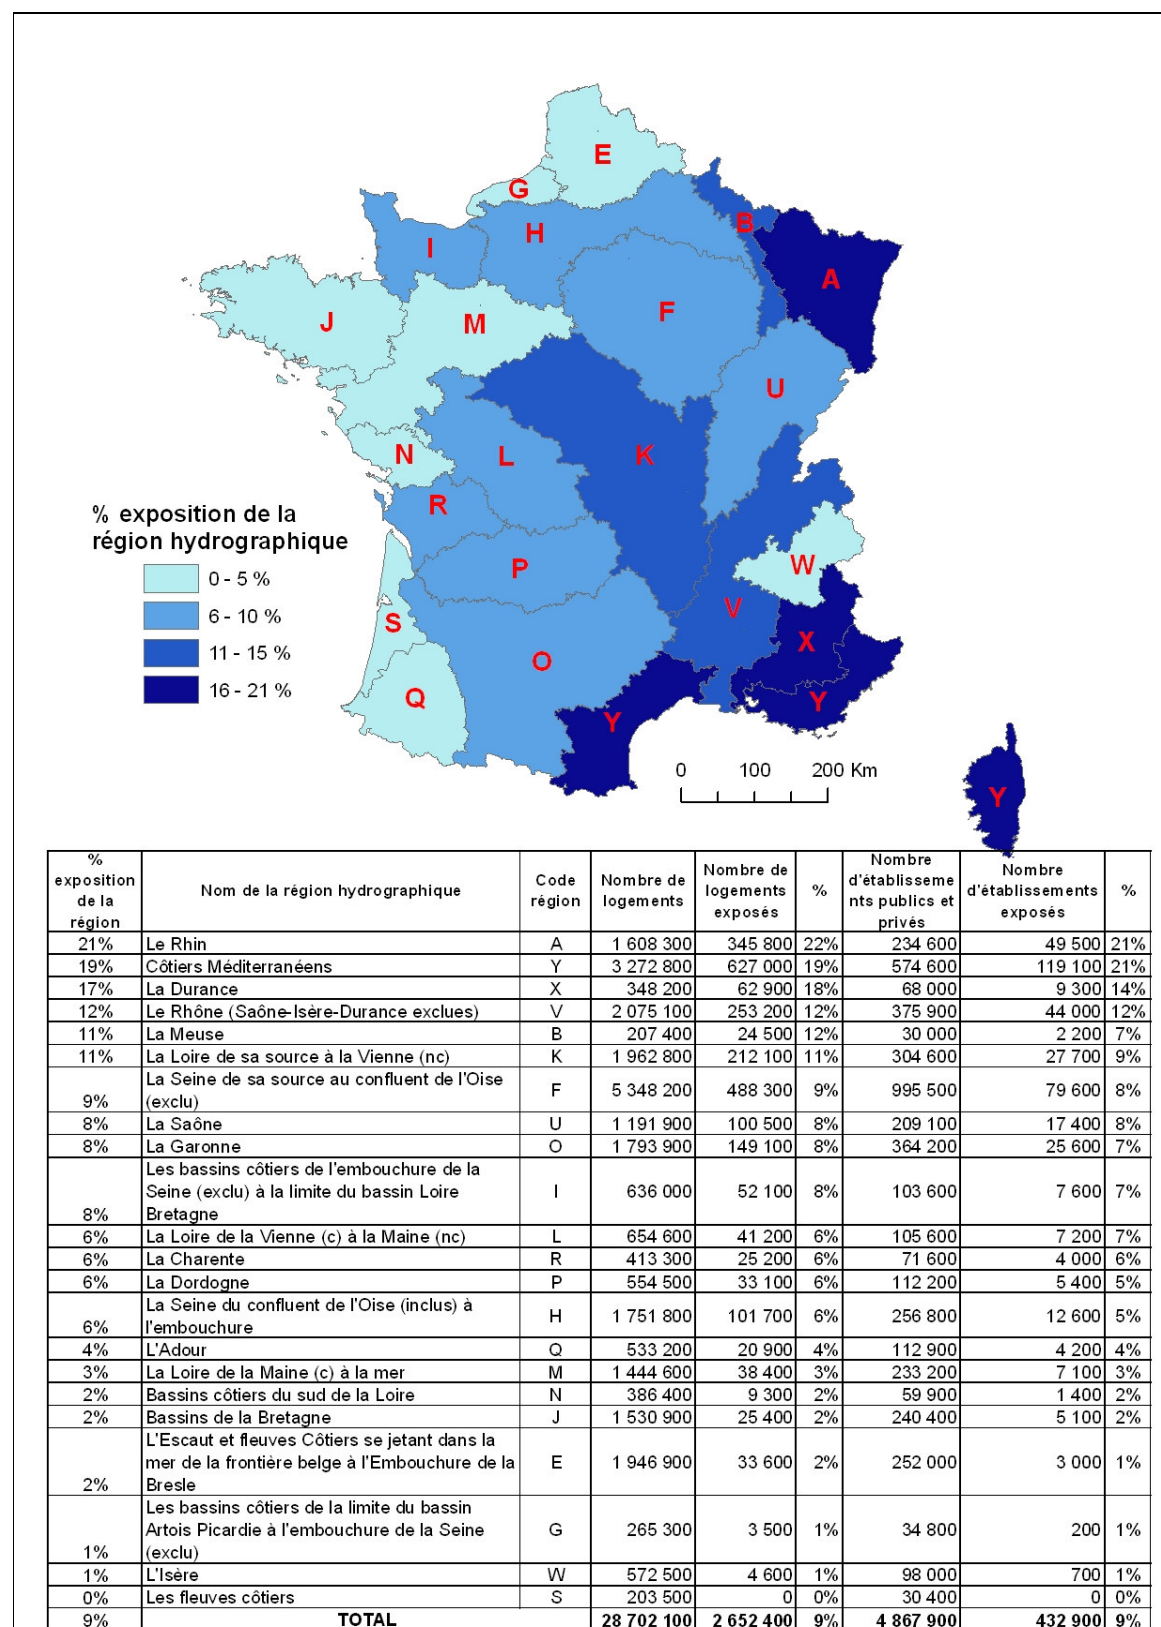 E
G
H
B
I
A
J
M
F
U
N
L
K
R
% exposition de la
région hydrographique
0 - 5 %
6 - 10 %
11 - 15 %
16 - 21 %
P
W
S
V
O
X
Q
Y
Y
0 100 200 Km
Y
% exposition de la région | Nom de la région hydrographique | Code région | Nombre de logements | Nombre de logements exposés | % | Nombre d'établisseme nts publics et privés | Nombre d'établissements exposés | %
21% Le Rhin A 1 608 300 345 800 22% 234 600 49 500 21%
19% Côtiers Méditerranéens Y 3 272 800 627 000 19% 574 600 119 100 21%
17% La Durance X 348 200 62 900 18% 68 000 9 300 14%
12% Le Rhône (Saône-Isère-Durance exclues) V 2 075 100 253 200 12% 375 900 44 000 12%
11% La Meuse B 207 400 24 500 12% 30 000 2 200 7%
11% La Loire de sa source à la Vienne (nc) K 1 962 800 212 100 11% 304 600 27 700 9%
9% La Seine de sa source au confluent de l'Oise (exclu) F 5 348 200 488 300 9% 995 500 79 600 8%
8% La Saône U 1 191 900 100 500 8% 209 100 17 400 8%
8% La Garonne O 1 793 900 149 100 8% 364 200 25 600 7%
8% Les bassins côtiers de l'embouchure de la Seine (exclu) à la limite du bassin Loire Bretagne I 636 000 52 100 8% 103 600 7 600 7%
6% La Loire de la Vienne (c) à la Maine (nc) L 654 600 41 200 6% 105 600 7 200 7%
6% La Charente R 413 300 25 200 6% 71 600 4 000 6%
6% La Dordogne P 554 500 33 100 6% 112 200 5 400 5%
6% La Seine du confluent de l'Oise (inclus) à l'embouchure H 1 751 800 101 700 6% 256 800 12 600 5%
4% L'Adour Q 533 200 20 900 4% 112 900 4 200 4%
3% La Loire de la Maine (c) à la mer M 1 444 600 38 400 3% 233 200 7 100 3%
2% Bassins côtiers du sud de la Loire N 386 400 9 300 2% 59 900 1 400 2%
2% Bassins de la Bretagne J 1 530 900 25 400 2% 240 400 5 100 2%
2% L'Escaut et fleuves Côtiers se jetant dans la mer de la frontière belge à l'Embouchure de la Bresle E 1 946 900 33 600 2% 252 000 3 000 1%
1% Les bassins côtiers de la limite du bassin Artois Picardie à l'embouchure de la Seine (exclu) G 265 300 3 500 1% 34 800 200 1%
1% L'Isère W 572 500 4 600 1% 98 000 700 1%
0% Les fleuves côtiers S 203 500 0 0% 30 400 0 0%
9% TOTAL 28 702 100 2 652 400 9% 4 867 900 432 900 9%